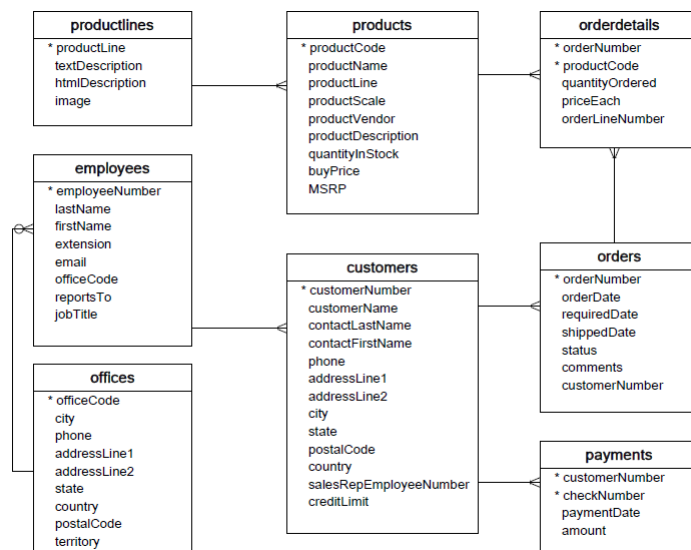 productlines
* productLine
textDescription
htmlDescription
image
products
* productCode
productName
productLine
productScale
productVendor
productDescription
quantityInStock
buyPrice
MSRP
orderdetails
* orderNumber
* productCode
quantityOrdered
priceEach
orderLineNumber
employees
* employeeNumber
lastName
firstName
extension
email
officeCode
reportsTo
jobTitle
customers
* customerNumber
customerName
contactLastName
contactFirstName
phone
addressLine1
addressLine2
city
state
postalCode
country
salesRepEmployeeNumber
creditLimit
orders
* orderNumber
orderDate
requiredDate
shippedDate
status
comments
customerNumber
offices
* officeCode
city
phone
addressLine1
addressLine2
state
country
postalCode
territory
payments
* customerNumber
* checkNumber
paymentDate
amount